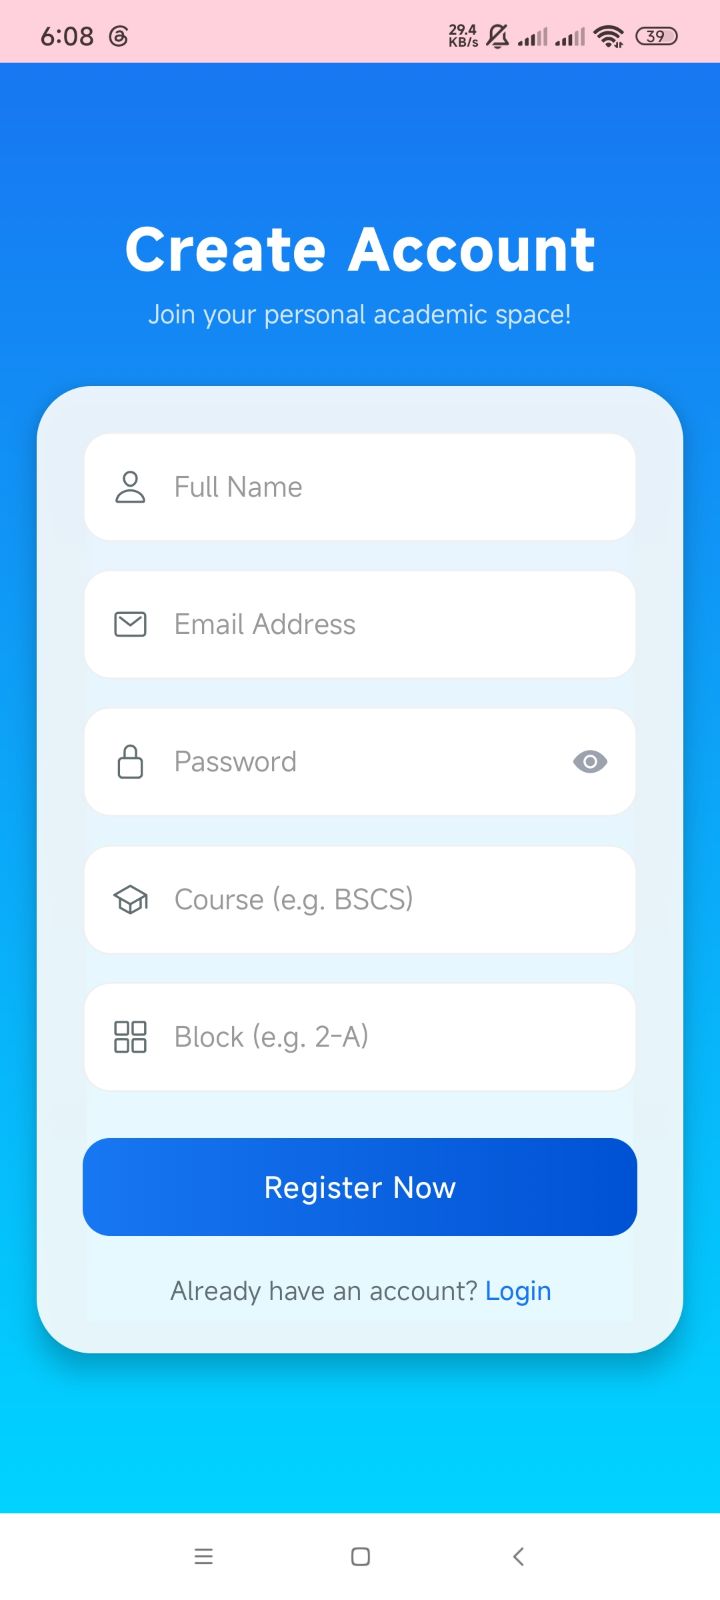 6:08
29.4
KB/s
39
Create Account
Join your personal academic space!
Full Name
Email Address
Password
Course (e.g. BSCS)
Block (e.g. 2-A)
Register Now
Already have an account? Login